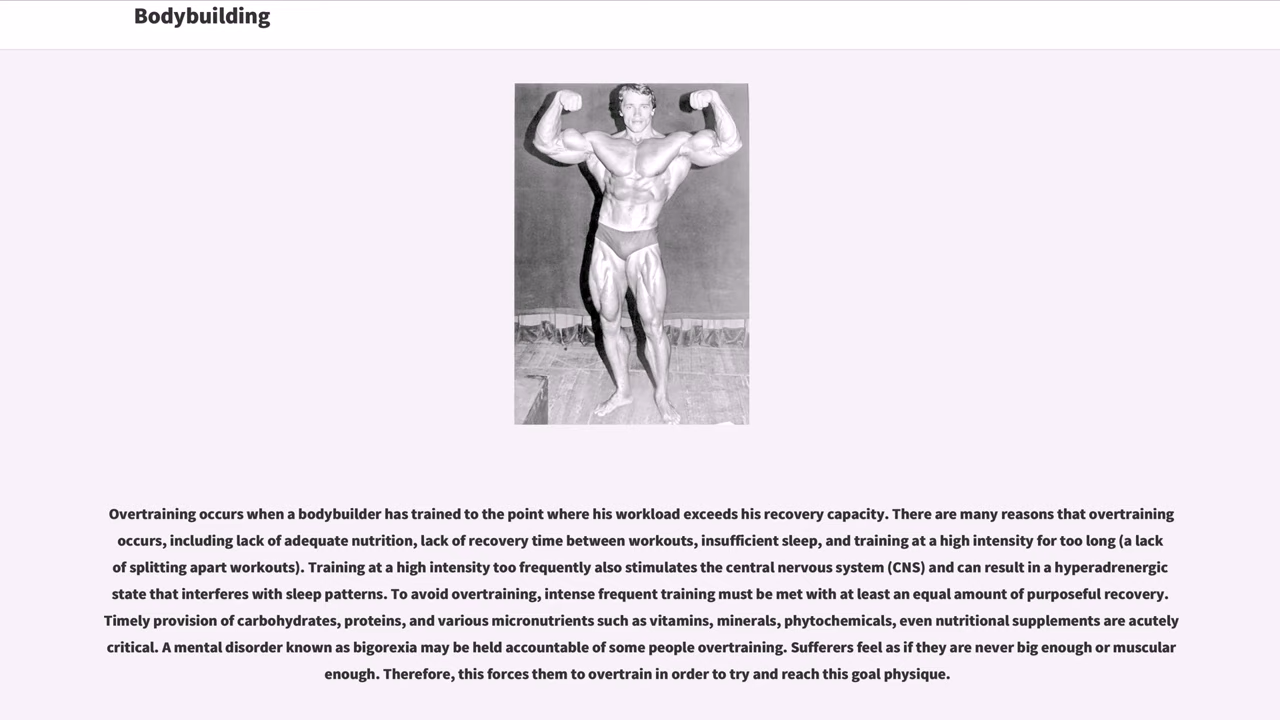 Bodybuilding
Overtraining occurs when a bodybuilder has trained to the point where his workload exceeds his recovery capacity. There are many reasons that overtraining
occurs, including lack of adequate nutrition, lack of recovery time between workouts, insufficient sleep, and training at a high intensity for too long (a lack
of splitting apart workouts). Training at a high intensity too frequently also stimulates the central nervous system (CNS) and can result in a hyperadrenergic
state that interferes with sleep patterns. To avoid overtraining, intense frequent training must be met with at least an equal amount of purposeful recovery.
Timely provision of carbohydrates, proteins, and various micronutrients such as vitamins, minerals, phytochemicals, even nutritional supplements are acutely
critical. A mental disorder known as bigorexia may be held accountable of some people overtraining. Sufferers feel as if they are never big enough or muscular
enough. Therefore, this forces them to overtrain in order to try and reach this goal physique.